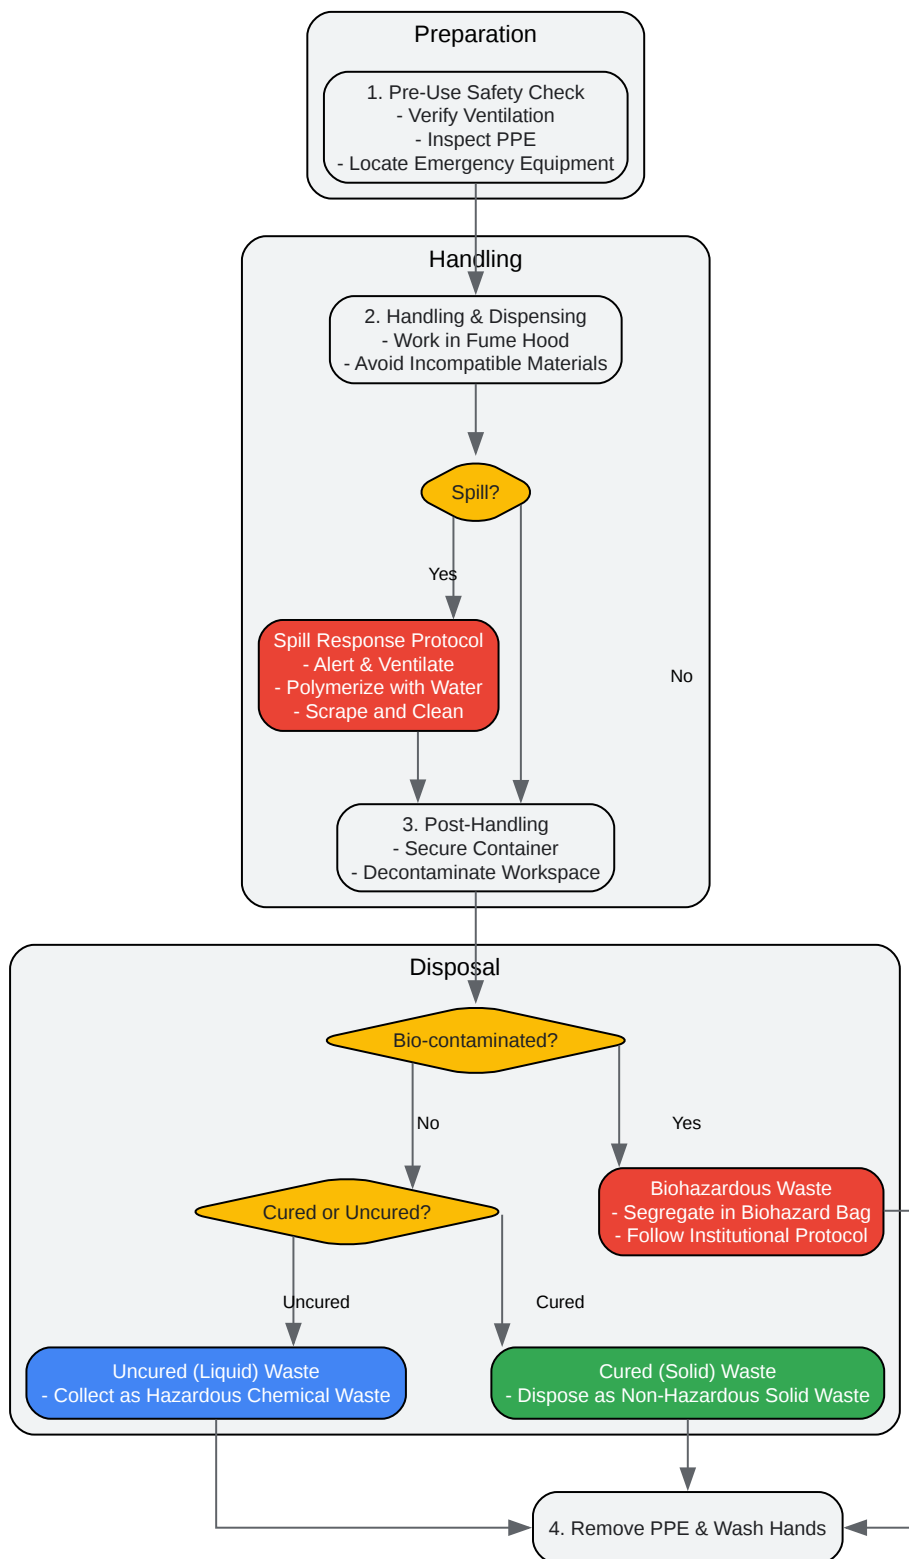 Preparation
1. Pre-Use Safety Check
- Verify Ventilation
- Inspect PPE
- Locate Emergency Equipment
Handling
2. Handling & Dispensing
- Work in Fume Hood
- Avoid Incompatible Materials
Spill?
Yes
Spill Response Protocol
- Alert & Ventilate
- Polymerize with Water
- Scrape and Clean
No
3. Post-Handling
- Secure Container
- Decontaminate Workspace
Disposal
Bio-contaminated?
No
Yes
Biohazardous Waste
- Segregate in Biohazard Bag
- Follow Institutional Protocol
Cured or Uncured?
Uncured
Cured
Uncured (Liquid) Waste
- Collect as Hazardous Chemical Waste
Cured (Solid) Waste
- Dispose as Non-Hazardous Solid Waste
4. Remove PPE & Wash Hands